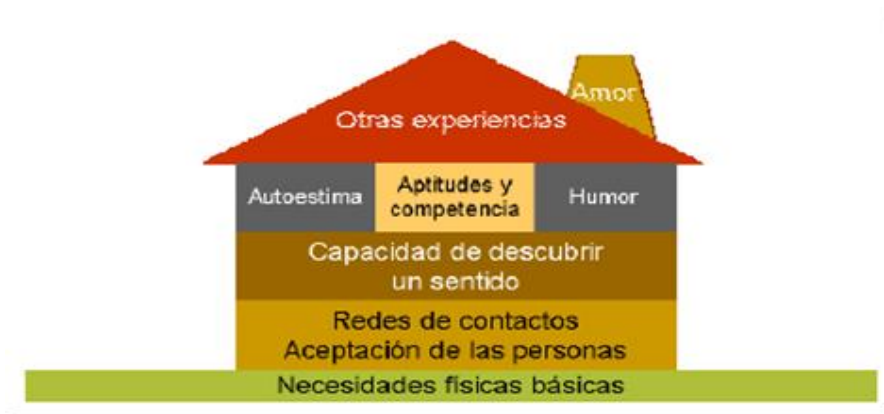 Amor
Otras experiencias
Autoestima
Aptitudes y
competencia
Humor
Capacidad de descubrir
un sentido
Redes de contactos
Aceptación de las personas
Necesidades físicas básicas